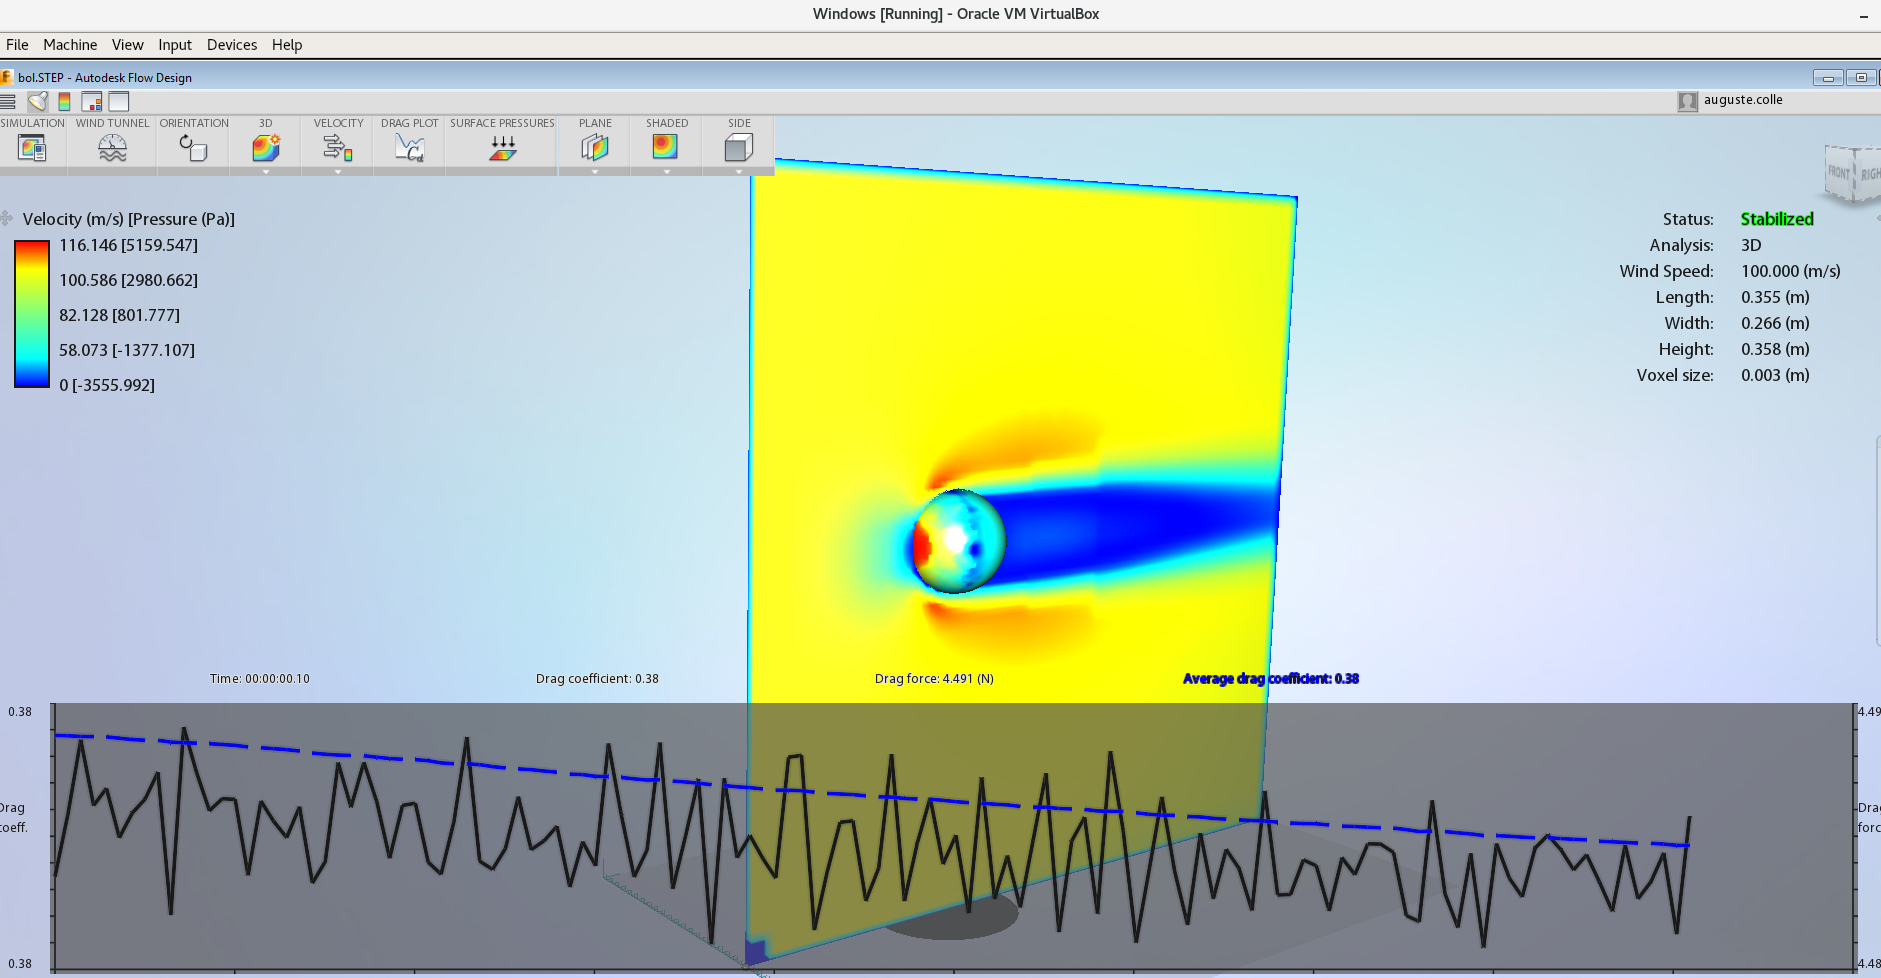 Windows [Running] - Oracle VM VirtualBox
File Machine View Input Devices Help
bol.STEP - Autodesk Flow Design
auguste.colle
SIMULATION WIND TUNNEL ORIENTATION 3D VELOCITY DRAG PLOT SURFACE PRESSURES PLANE SHADED SIDE
Cd
FRONT RIGH
Velocity (m/s) [Pressure (Pa)]
116.146 [5159.547]
100.586 [2980.662]
82.128 [801.777]
58.073 [-1377.107]
0 [-3555.992]
Status: Stabilized
Analysis: 3D
Wind Speed: 100.000 (m/s)
Length: 0.355 (m)
Width: 0.266 (m)
Height: 0.358 (m)
Voxel size: 0.003 (m)
Time: 00:00:00.10 Drag coefficient: 0.38 Drag force: 4.491 (N) Average drag coefficient: 0.38
0.38 4.49
Drag Drag
coeff. forc
0.38 4.48